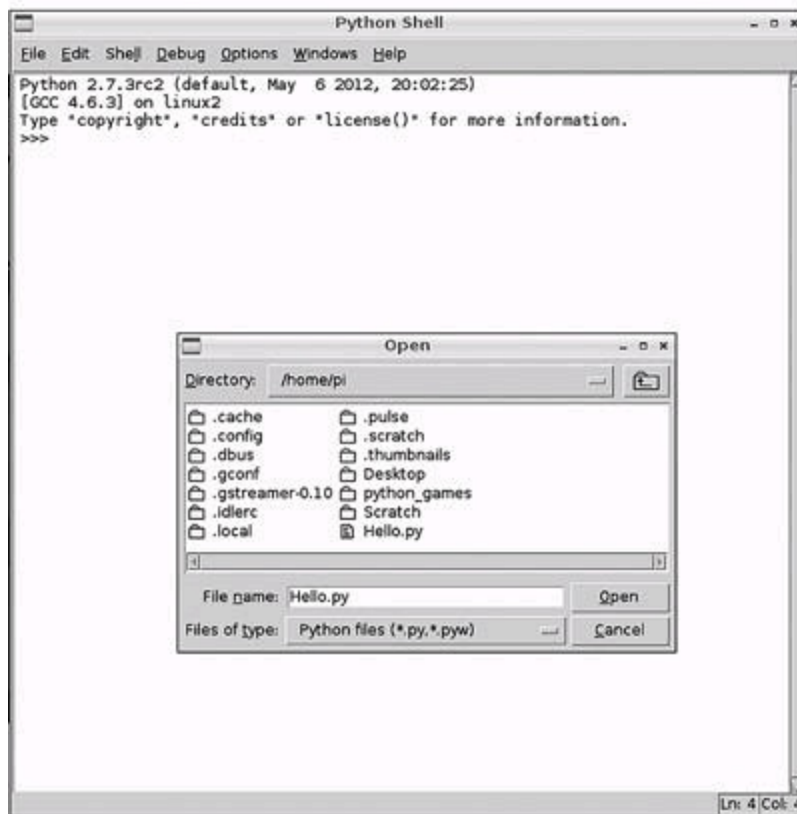 Python Shell
File Edit Shell Debug Options Windows Help
Python 2.7.3rc2 (default, May  6 2012, 20:02:25)
[GCC 4.6.3] on linux2
Type "copyright", "credits" or "license()" for more information.
>>>
Open
Directory: /home/pi
.cache .pulse
.config .scratch
.dbus .thumbnails
.gconf Desktop
.gstreamer-0.10 python_games
.idlerc Scratch
.local Hello.py
File name: Hello.py Open
Files of type: Python files (*.py,*.pyw) Cancel
Ln: 4 Col: 4